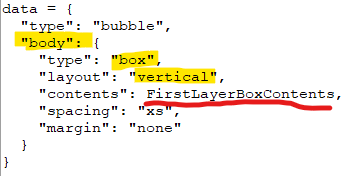 data = {
"type": "bubble",
"body": {
"type": "box",
"layout": "vertical",
"contents": FirstLayerBoxContents,
"spacing": "xs",
"margin": "none"
}
}